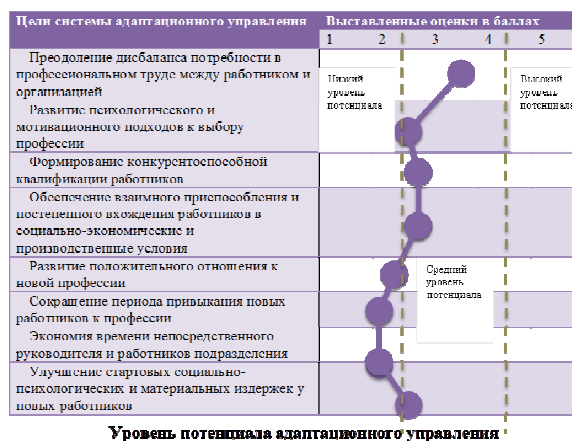 Цели системы адаптационного управления
Выставленные оценки в баллах
1 2 3 4 5
Преодоление дисбаланса потребности в
профессиональном труде между работником и
организацией
Развитие психологического и
мотивационного подходов к выбору
профессии
Формирование конкурентоспособной
квалификации работников
Обеспечение взаимного приспособления и
постепенного вхождения работников в
социально-экономические и
производственные условия
Развитие положительного отношения к
новой профессии
Сокращение периода привыкания новых
работников к профессии
Экономия времени непосредственного
руководителя и работников подразделения
Улучшение стартовых социально-
психологических и материальных издержек у
новых работников
Низкий
уровень
потенциала
Высокий
уровень
потенциала
Средний
уровень
потенциала
Уровень потенциала адаптационного управления